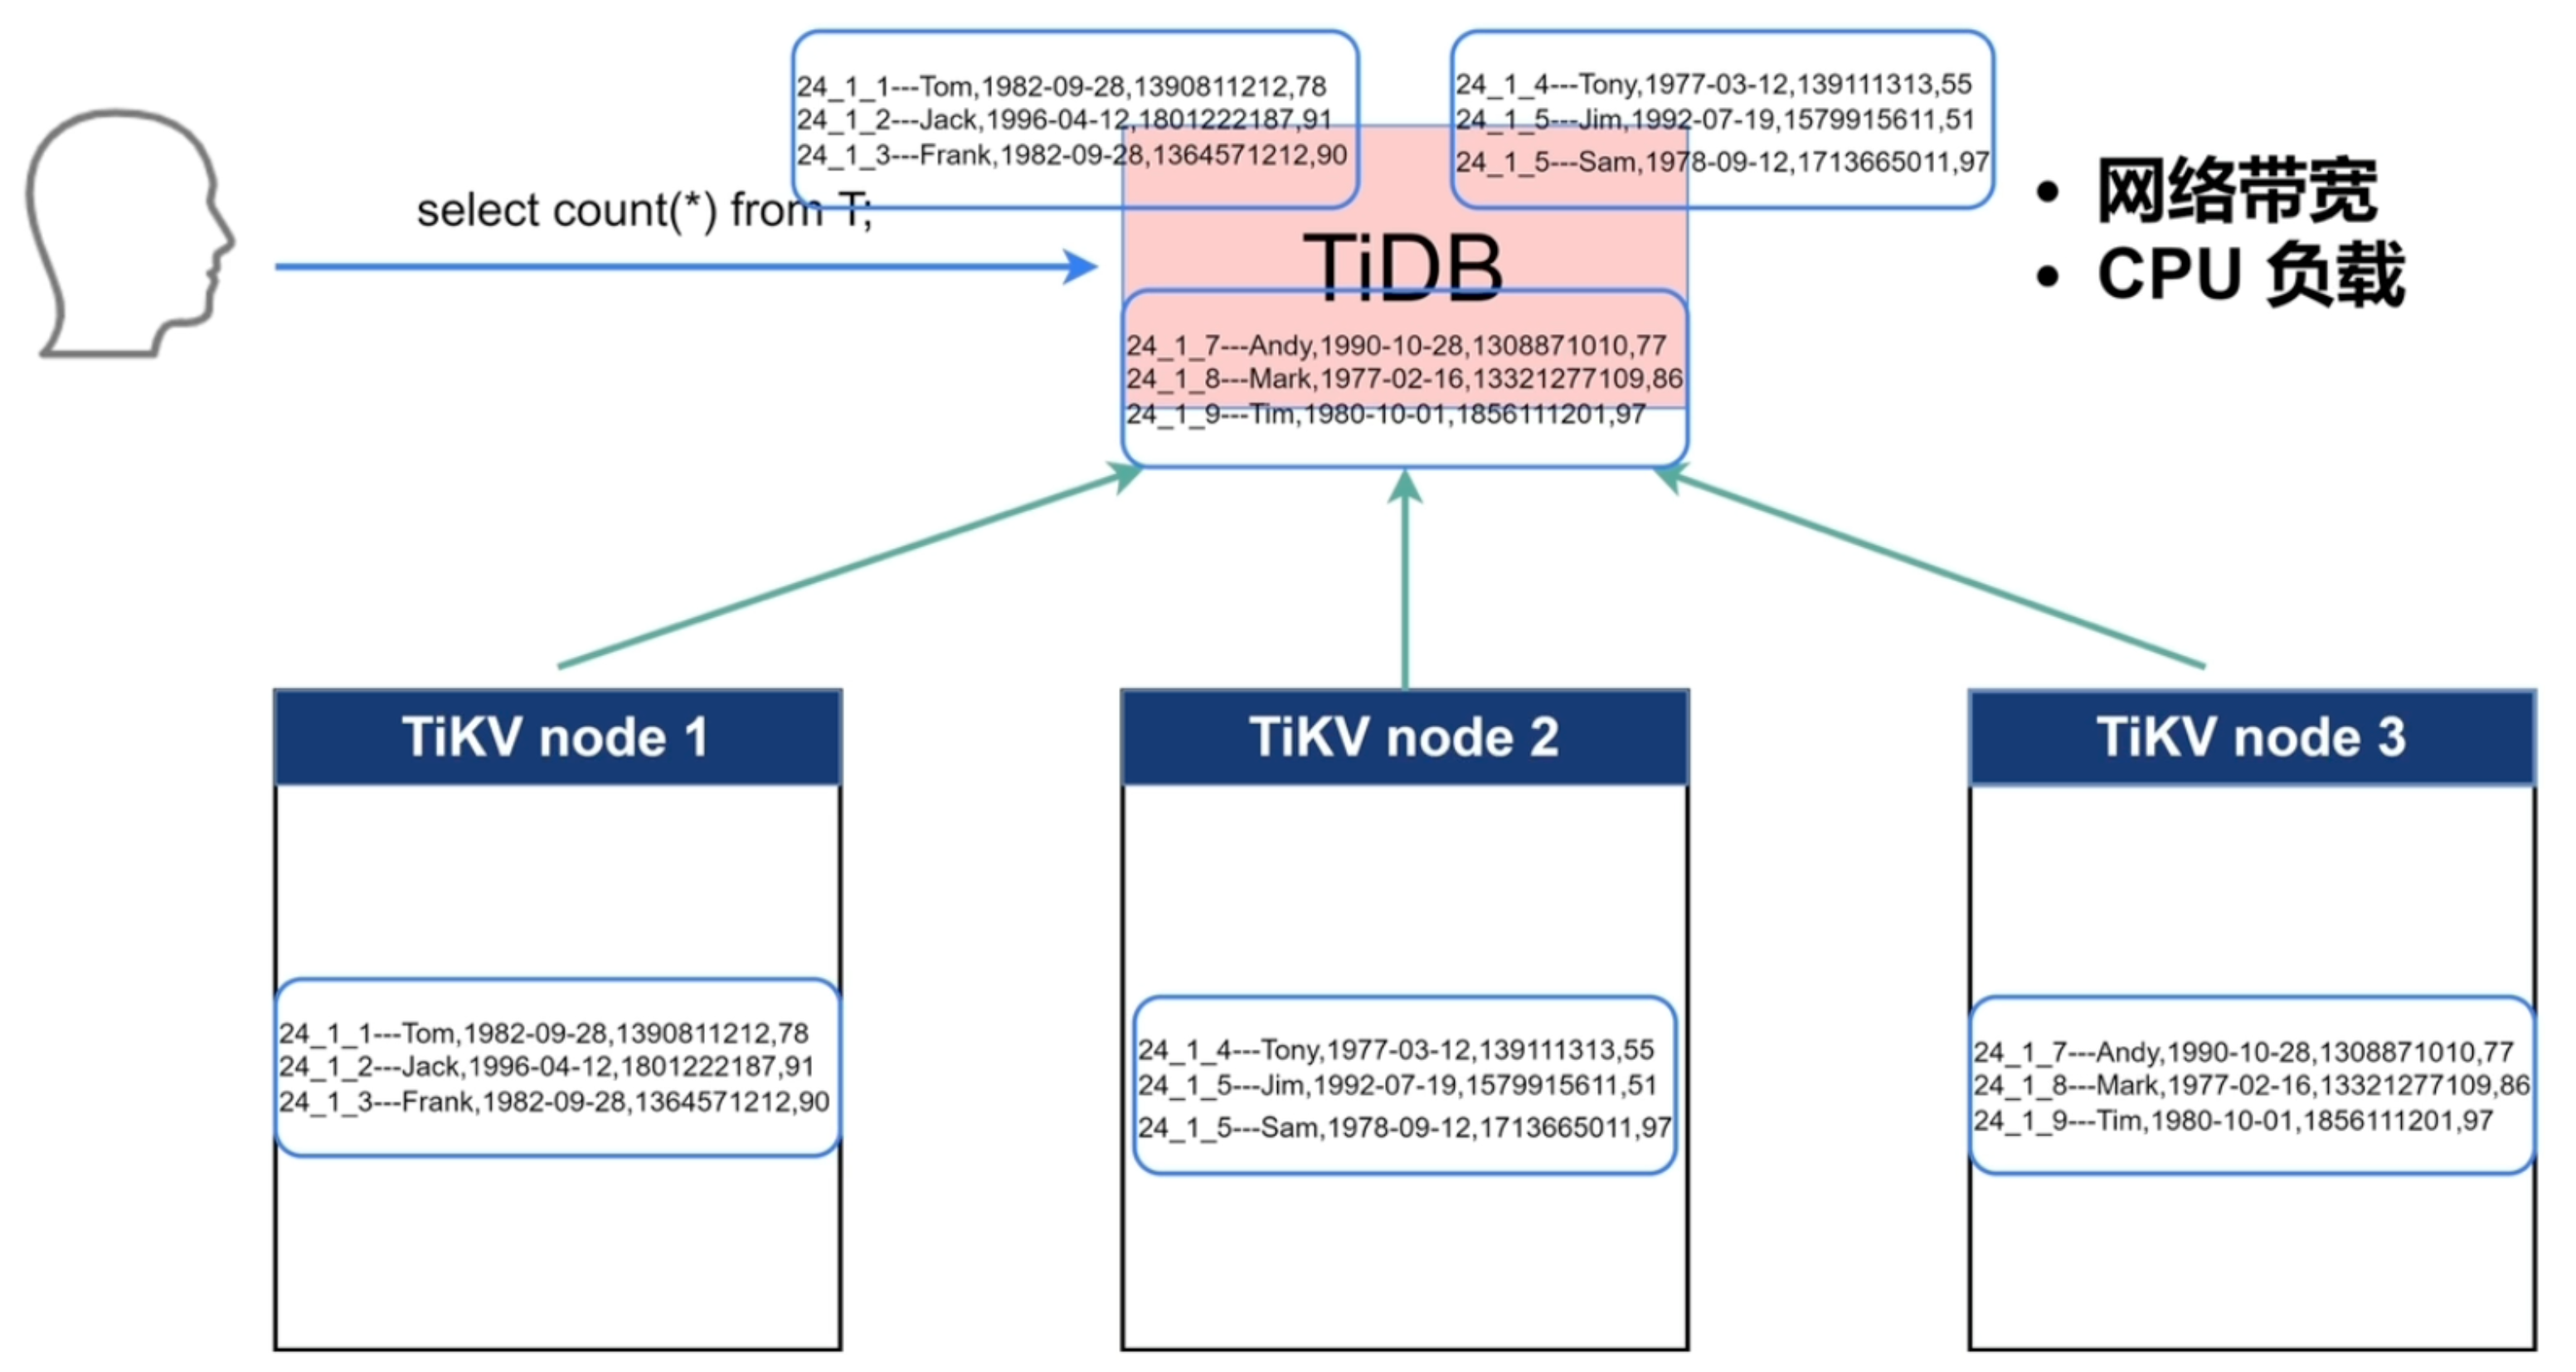 24_1_1---Tom,1982-09-28,1390811212,78
24_1_2---Jack,1996-04-12,1801222187,91
24_1_3---Frank,1982-09-28,1364571212,90
24_1_4---Tony,1977-03-12,139111313,55
24_1_5---Jim,1992-07-19,1579915611,51
24_1_5---Sam,1978-09-12,1713665011,97
select count(*) from T;
TiDB
• 网络带宽
• CPU 负载
24_1_7---Andy,1990-10-28,1308871010,77
24_1_8---Mark,1977-02-16,13321277109,86
24_1_9---Tim,1980-10-01,1856111201,97
TiKV node 1
24_1_1---Tom,1982-09-28,1390811212,78
24_1_2---Jack,1996-04-12,1801222187,91
24_1_3---Frank,1982-09-28,1364571212,90
TiKV node 2
24_1_4---Tony,1977-03-12,139111313,55
24_1_5---Jim,1992-07-19,1579915611,51
24_1_5---Sam,1978-09-12,1713665011,97
TiKV node 3
24_1_7---Andy,1990-10-28,1308871010,77
24_1_8---Mark,1977-02-16,13321277109,86
24_1_9---Tim,1980-10-01,1856111201,97